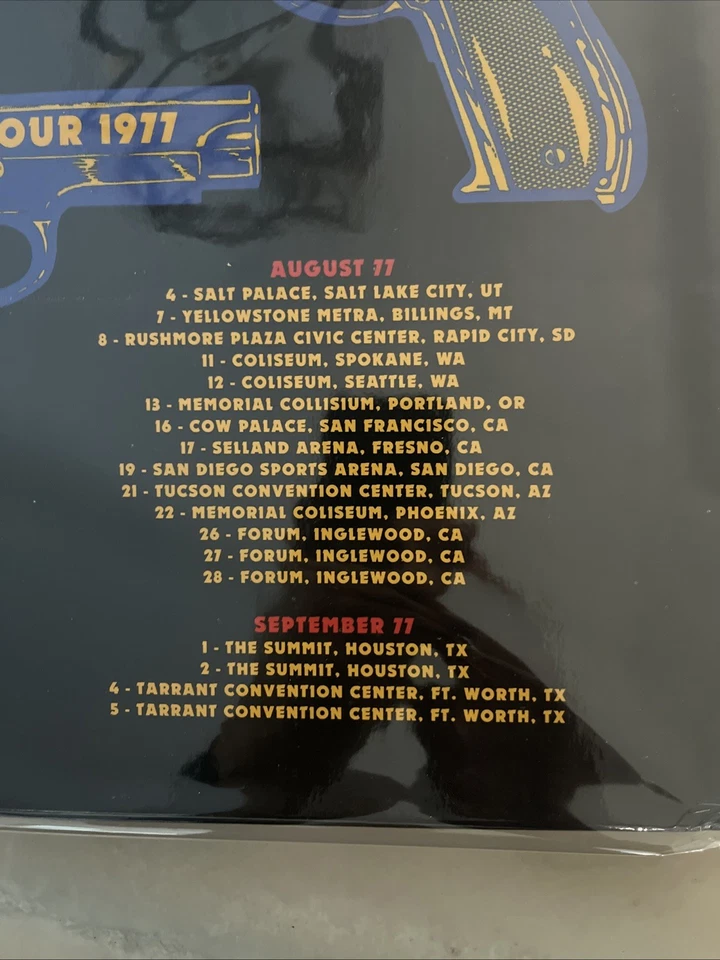 OUR 1977
AUGUST 77
4 - SALT PALACE, SALT LAKE CITY, UT
7 - YELLOWSTONE METRA, BILLINGS, MT
8 - RUSHMORE PLAZA CIVIC CENTER, RAPID CITY, SD
11 - COLISEUM, SPOKANE, WA
12 - COLISEUM, SEATTLE, WA
13 - MEMORIAL COLLISIUM, PORTLAND, OR
16 - COW PALACE, SAN FRANCISCO, CA
17 - SELLAND ARENA, FRESNO, CA
19 - SAN DIEGO SPORTS ARENA, SAN DIEGO, CA
21 - TUCSON CONVENTION CENTER, TUCSON, AZ
22 - MEMORIAL COLISEUM, PHOENIX, AZ
26 - FORUM, INGLEWOOD, CA
27 - FORUM, INGLEWOOD, CA
28 - FORUM, INGLEWOOD, CA
SEPTEMBER 77
1 - THE SUMMIT, HOUSTON, TX
2 - THE SUMMIT, HOUSTON, TX
4 - TARRANT CONVENTION CENTER, FT. WORTH, TX
5 - TARRANT CONVENTION CENTER, FT. WORTH, TX